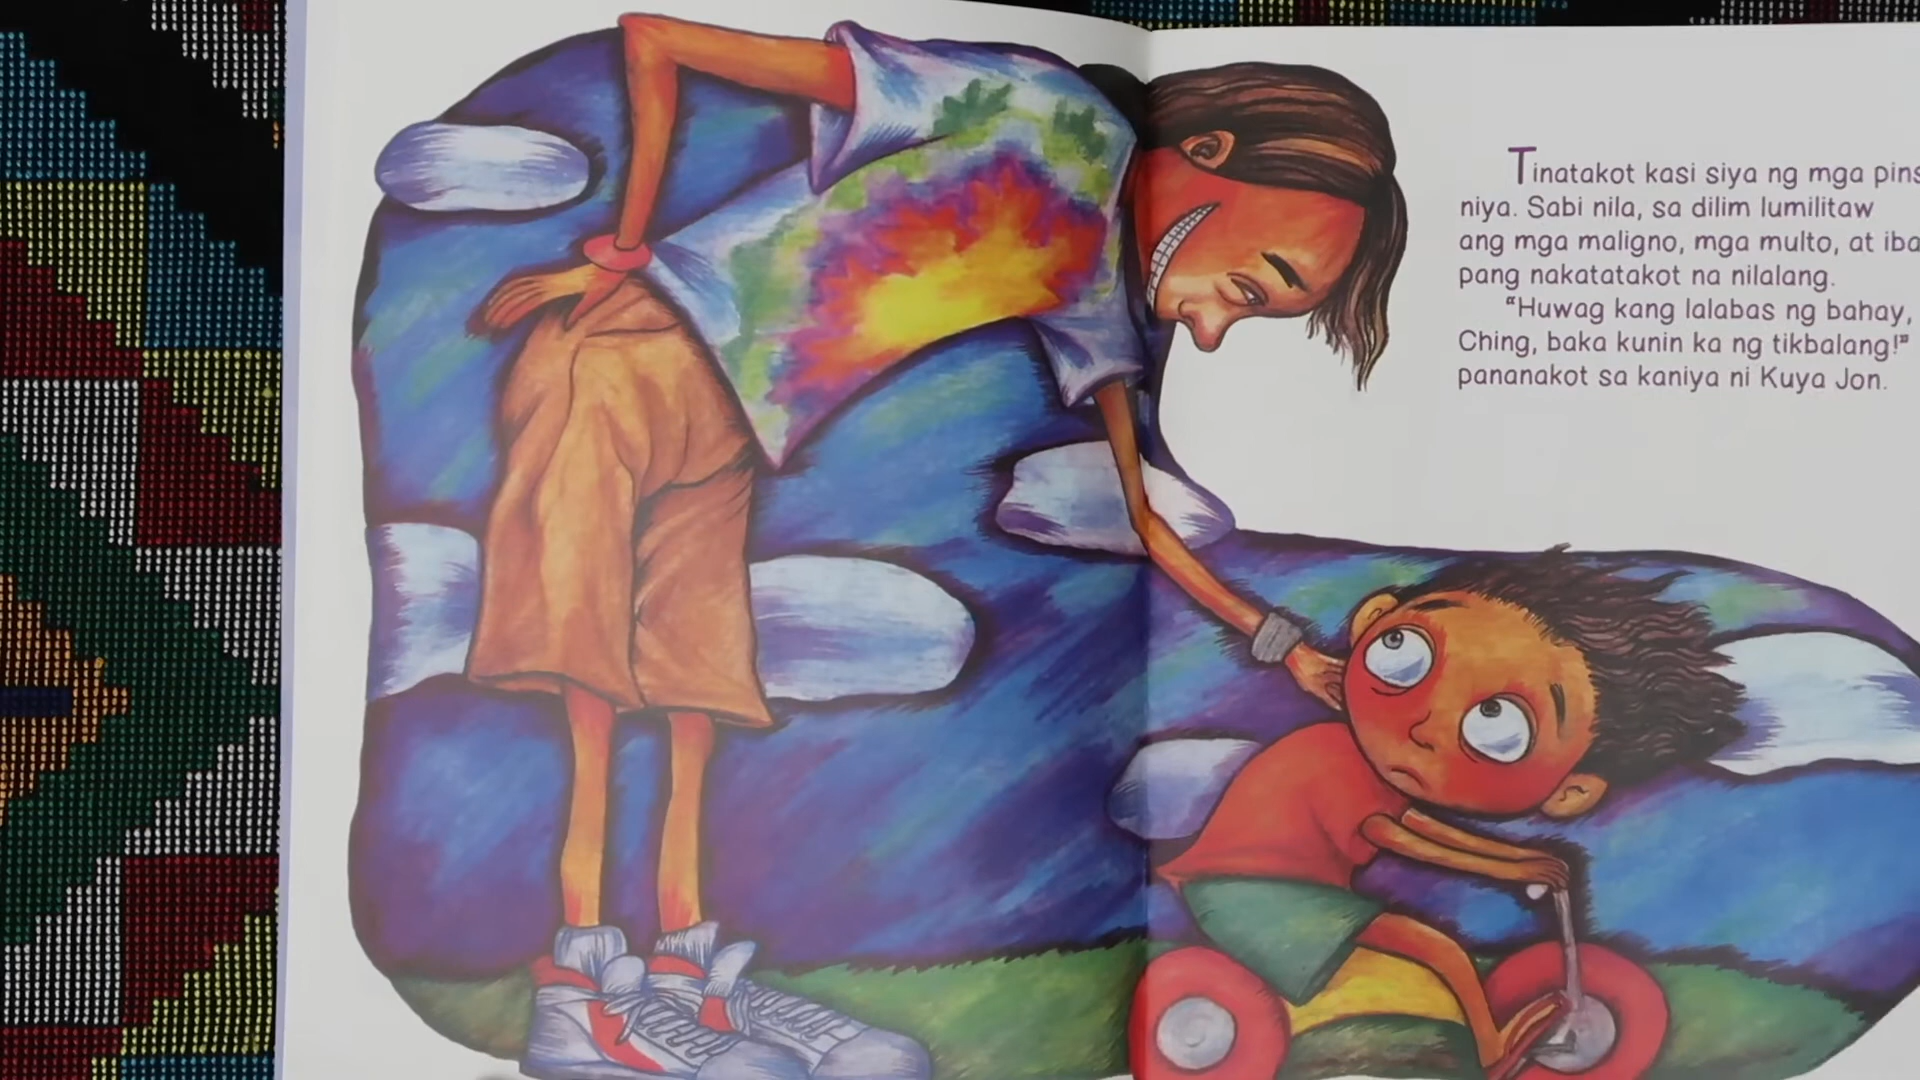 Tinatakot kasi siya ng mga
niya. Sabi nila, sa dilim lumilitaw
ang mga maligno, mga multo, at iba
pang nakatatakot na nilalang.
“Huwag kang lalabas ng bahay,
Ching, baka kunin ka ng tikbalang!”
pananakot sa kaniya ni Kuya Jon.